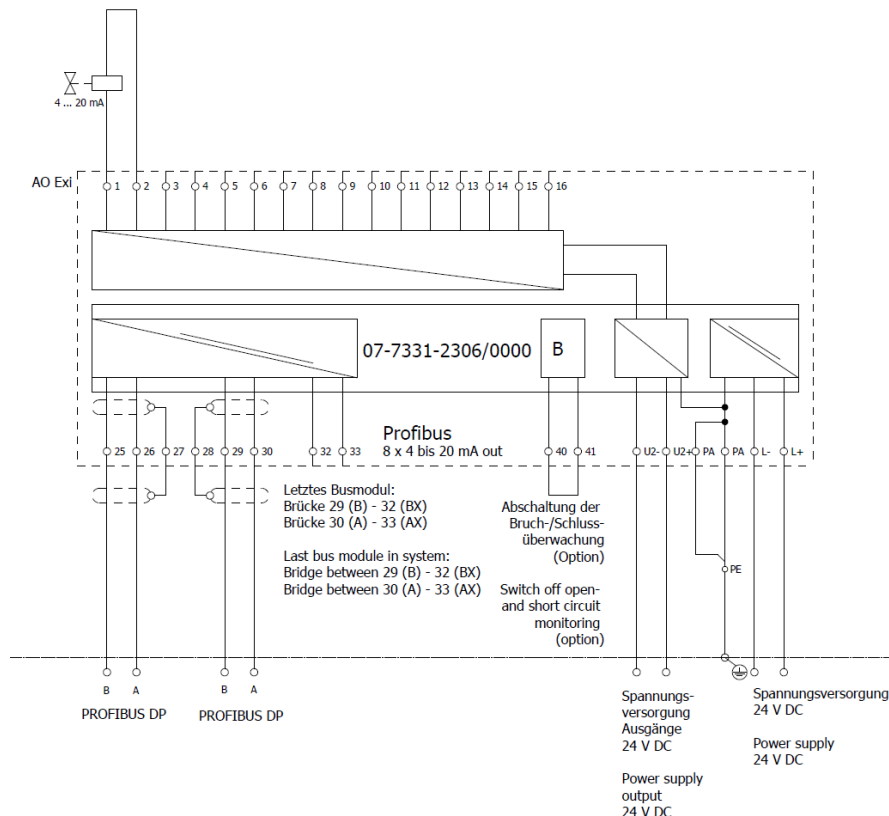 4 ... 20 mA
AO Exi
1 2 3 4 5 6 7 8 9 10 11 12 13 14 15 16
07-7331-2306/0000
B
Profibus
8 x 4 bis 20 mA out
25 26 27 28 29 30 32 33 40 41 U2- U2+ PA PA L- L+
Letztes Busmodul:
Brücke 29 (B) - 32 (BX)
Brücke 30 (A) - 33 (AX)
Last bus module in system:
Bridge between 29 (B) - 32 (BX)
Bridge between 30 (A) - 33 (AX)
Abschaltung der
Bruch-/Schluss-
überwachung
(Option)
Switch off open-
and short circuit
monitoring
(option)
PE
B A B A
PROFIBUS DP PROFIBUS DP
Spannungs-
versorgung
Ausgänge
24 V DC
Power supply
output
24 V DC
Spannungsversorgung
24 V DC
Power supply
24 V DC